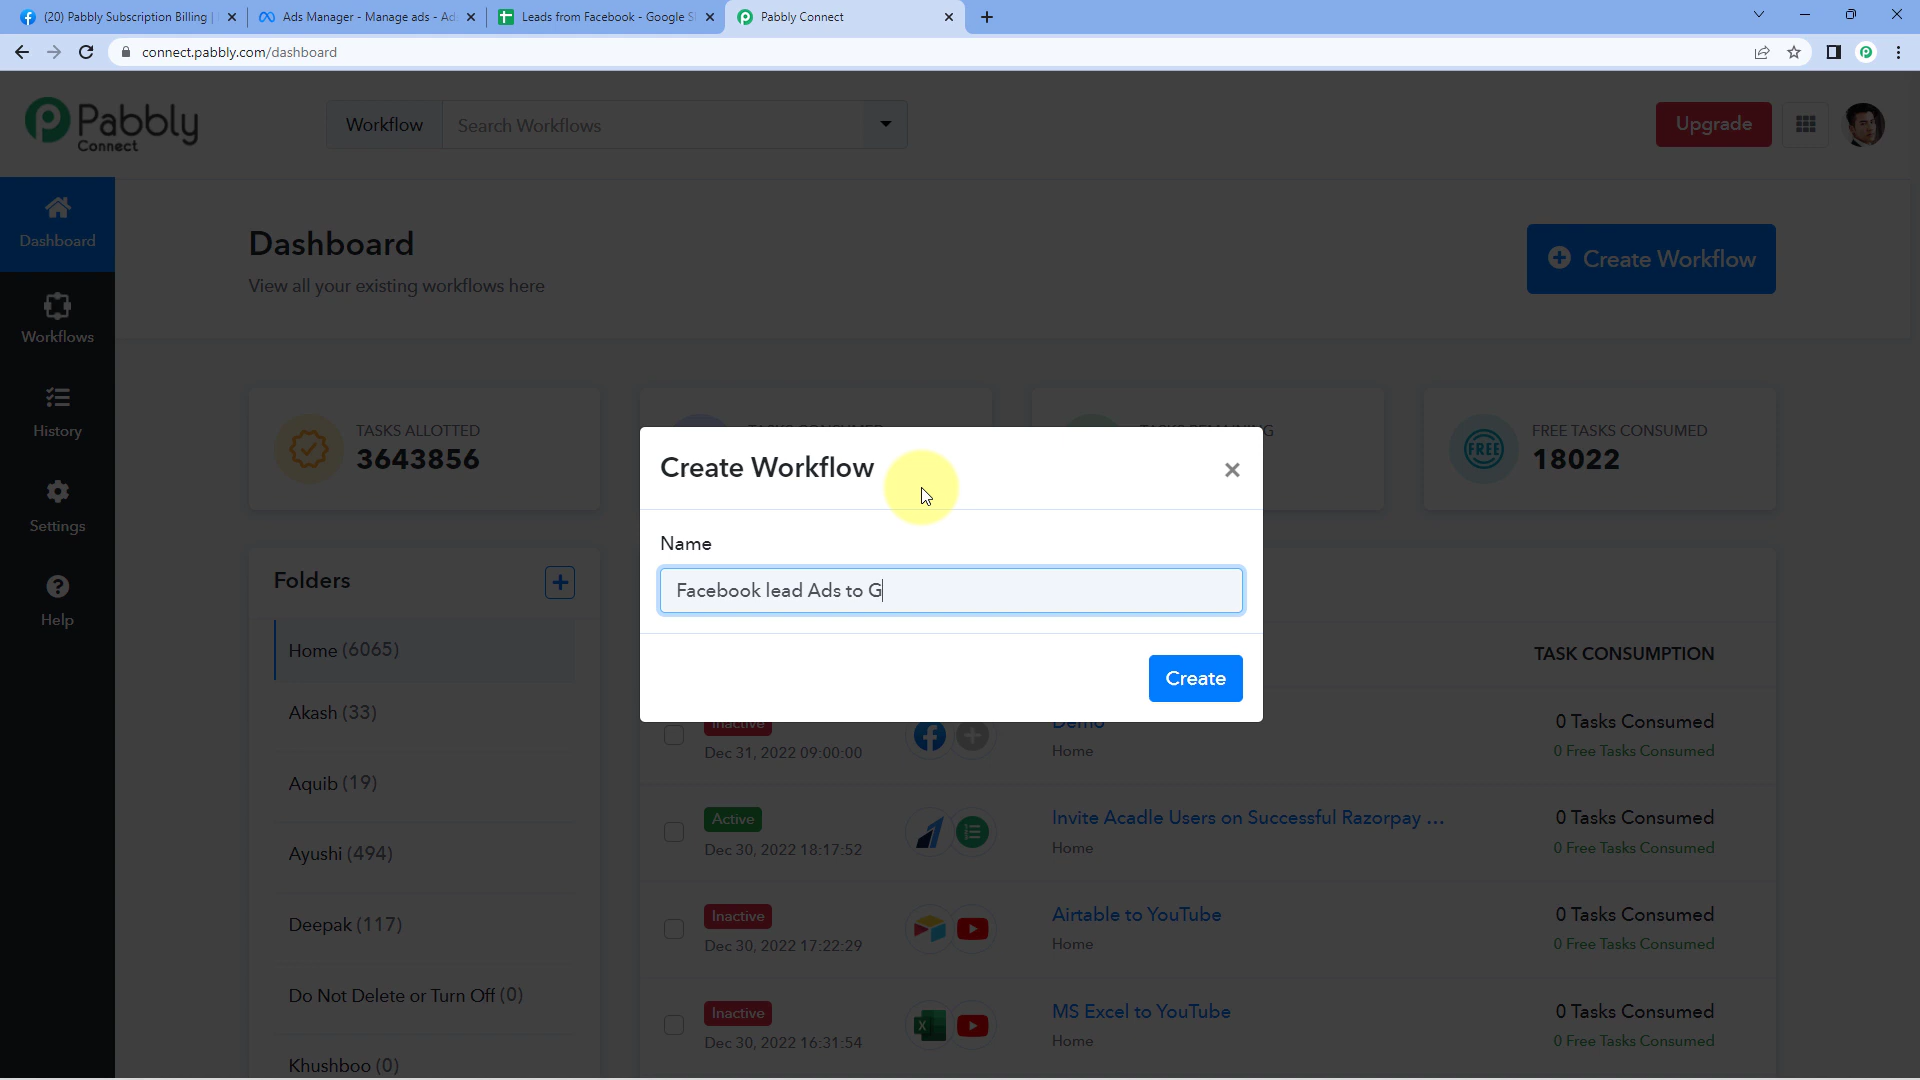 (20) Pabbly Subscription Billing |
Ads Manager - Manage ads - Ad
Leads from Facebook - Google S
Pabbly Connect
connect.pabbly.com/dashboard
Pabbly
Connect
Workflow
Search Workflows
Upgrade
Dashboard
Workflows
History
Settings
Help
Dashboard
View all your existing workflows here
Create Workflow
TASKS ALLOTTED
3643856
FREE
FREE TASKS CONSUMED
18022
Create Workflow
Name
Facebook lead Ads to G
Create
Folders
Home (6065)
Akash (33)
Aquib (19)
Ayushi (494)
Deepak (117)
Do Not Delete or Turn Off (0)
Khushboo (0)
TASK CONSUMPTION
Inactive
Dec 31, 2022 09:00:00
Demo
Home
0 Tasks Consumed
0 Free Tasks Consumed
Active
Dec 30, 2022 18:17:52
Invite Acadle Users on Successful Razorpay ...
Home
0 Tasks Consumed
0 Free Tasks Consumed
Inactive
Dec 30, 2022 17:22:29
Airtable to YouTube
Home
0 Tasks Consumed
0 Free Tasks Consumed
Inactive
Dec 30, 2022 16:31:54
MS Excel to YouTube
Home
0 Tasks Consumed
0 Free Tasks Consumed